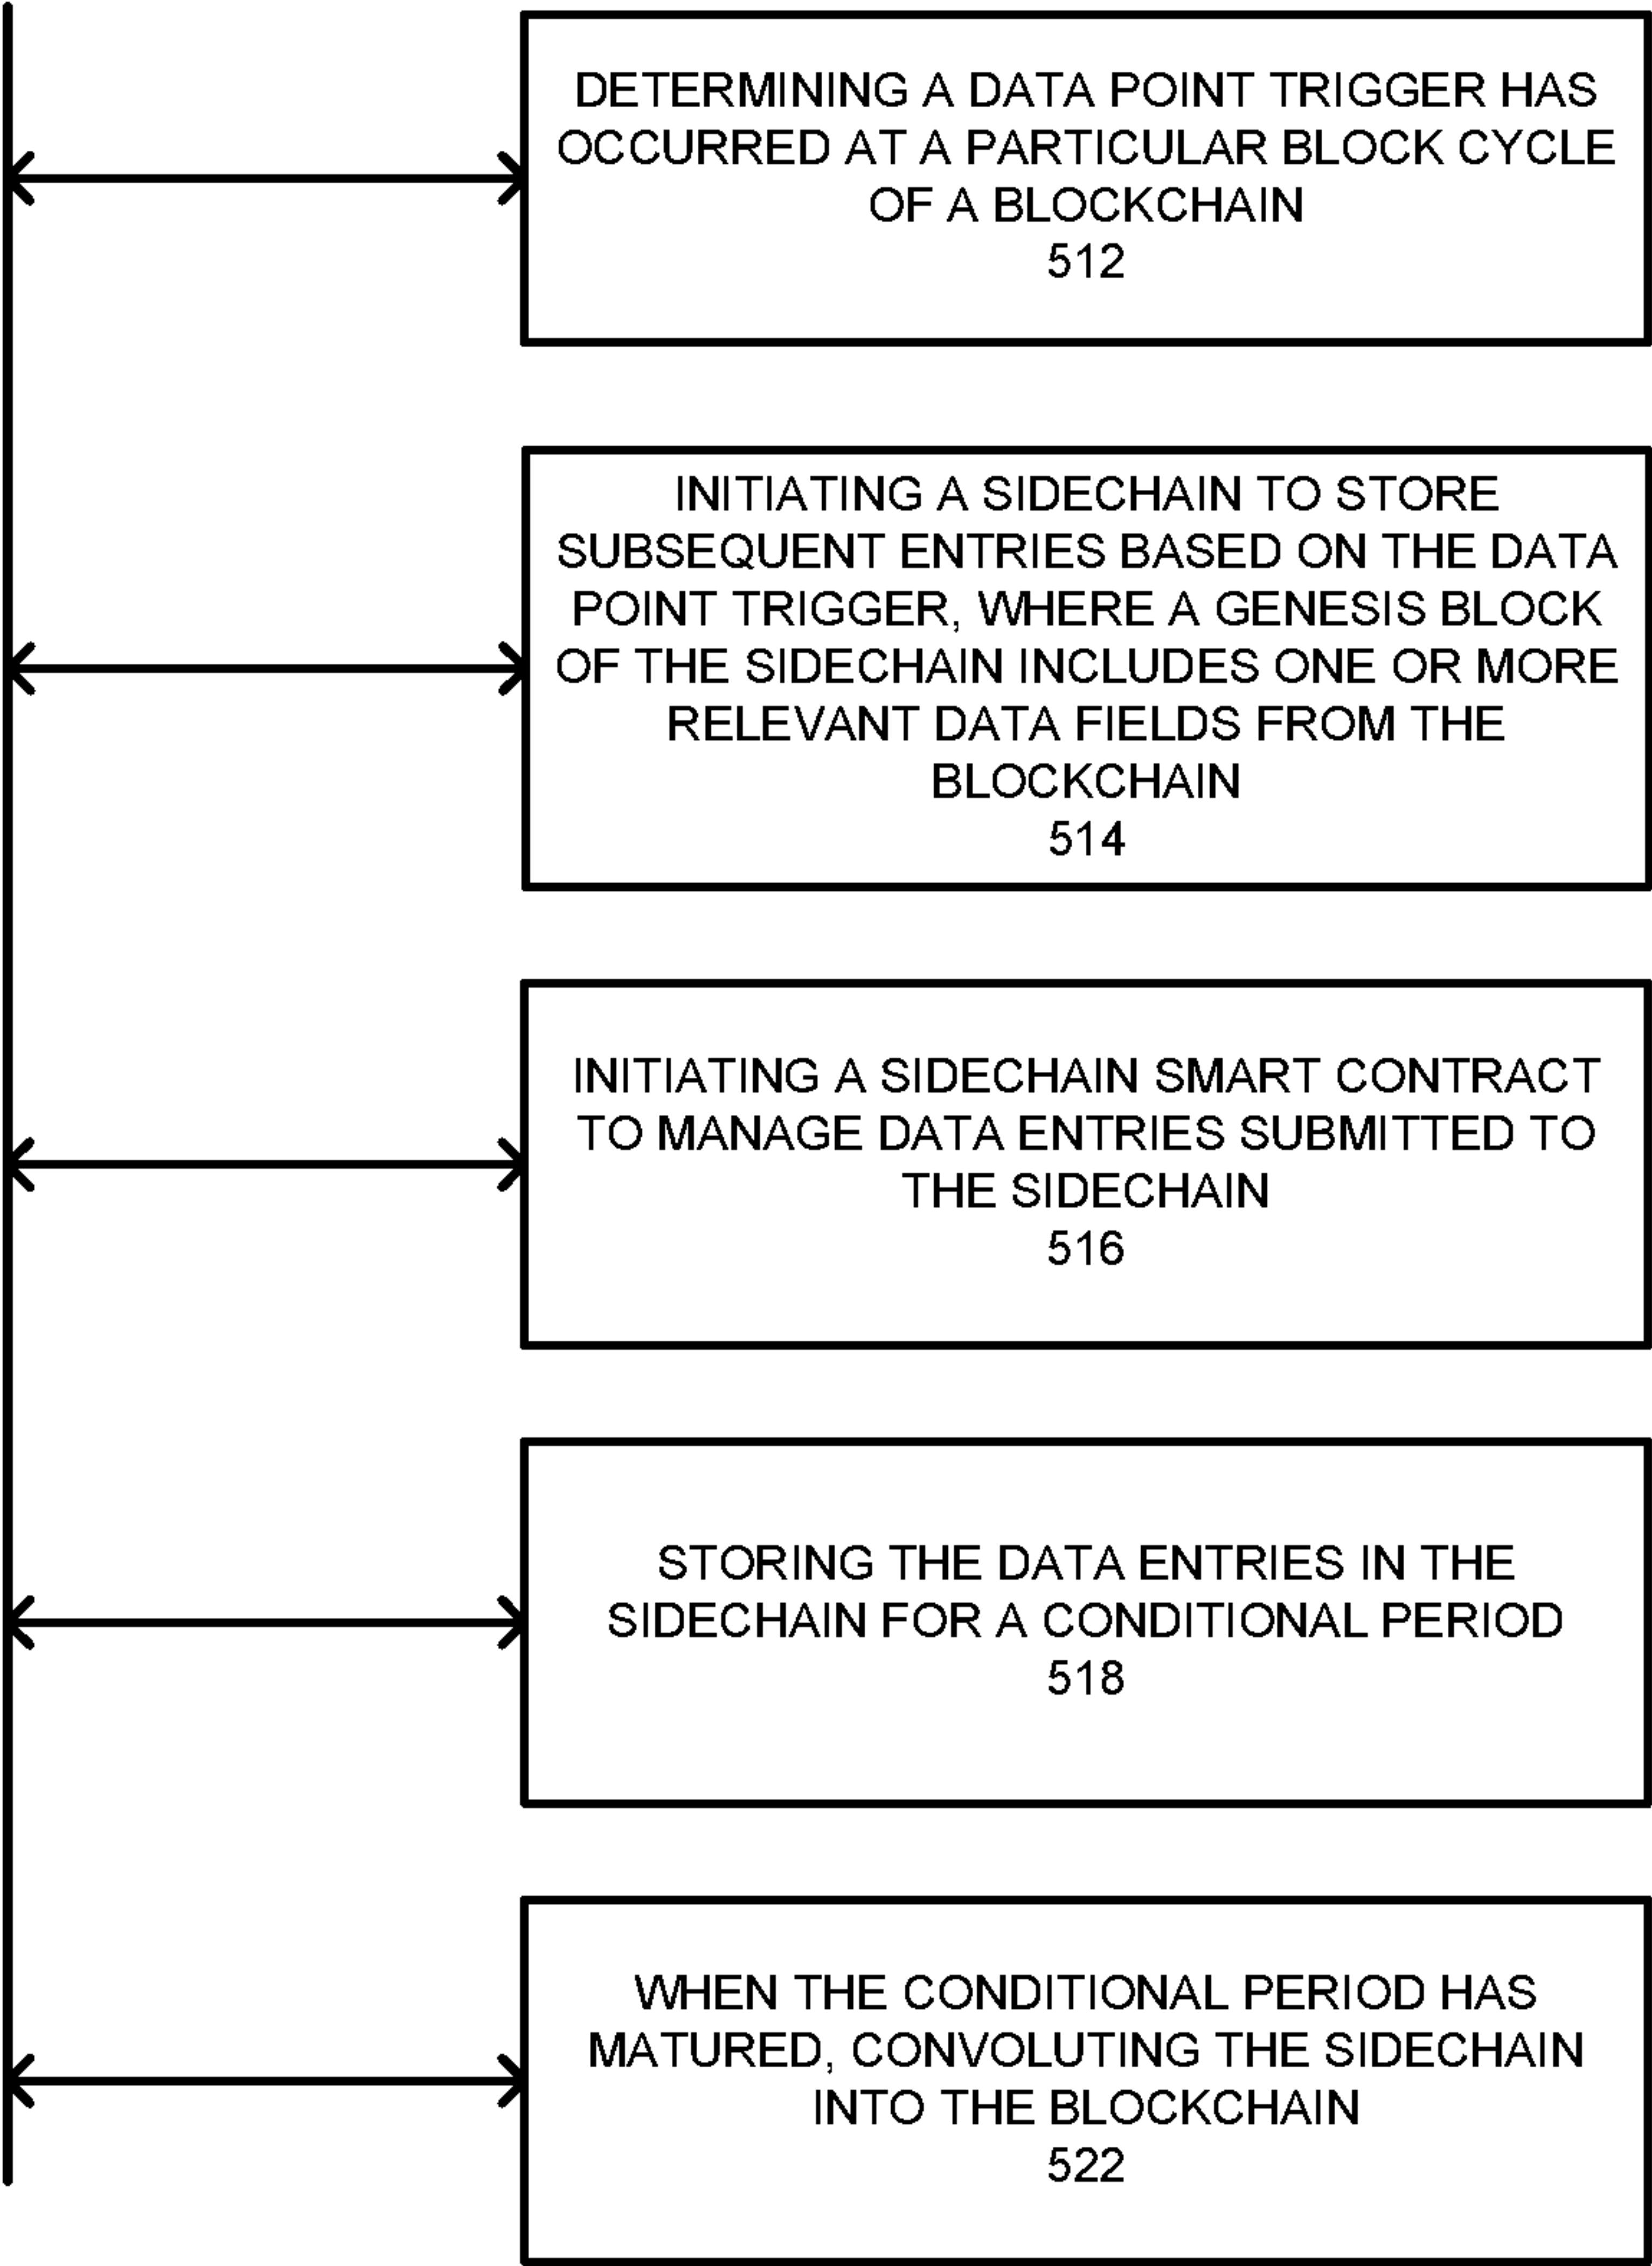 DETERMINING A DATA POINT TRIGGER HAS
OCCURRED AT A PARTICULAR BLOCK CYCLE
OF A BLOCKCHAIN
512
INITIATING A SIDECHAIN TO STORE
SUBSEQUENT ENTRIES BASED ON THE DATA
POINT TRIGGER, WHERE A GENESIS BLOCK
OF THE SIDECHAIN INCLUDES ONE OR MORE
RELEVANT DATA FIELDS FROM THE
BLOCKCHAIN
514
INITIATING A SIDECHAIN SMART CONTRACT
TO MANAGE DATA ENTRIES SUBMITTED TO
THE SIDECHAIN
516
STORING THE DATA ENTRIES IN THE
SIDECHAIN FOR A CONDITIONAL PERIOD
518
WHEN THE CONDITIONAL PERIOD HAS
MATURED, CONVOLUTING THE SIDECHAIN
INTO THE BLOCKCHAIN
522